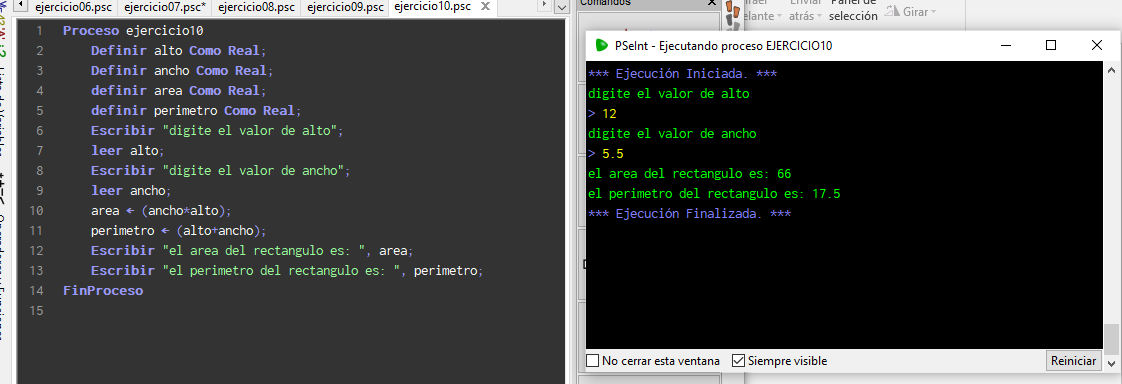 ejercicio06.psc ejercicio07.psc* ejercicio08.psc ejercicio09.psc ejercicio10.psc
1 Proceso ejercicio10
2 Definir alto Como Real;
3 Definir ancho Como Real;
4 Definir area Como Real;
5 definir perimetro Como Real;
6 Escribir "digite el valor de alto";
7 leer alto;
8 Escribir "digite el valor de ancho";
9 leer ancho;
10 area ← (ancho*alto);
11 perimetro ← (alto+ancho);
12 Escribir "el area del rectangulo es: ", area;
13 Escribir "el perimetro del rectangulo es: ", perimetro;
14 FinProceso
15
Comandos
Enviar
atrás
Panel de
selección
Girar
PSeInt - Ejecutando proceso EJERCICIO10
*** Ejecución Iniciada. ***
digite el valor de alto
> 12
digite el valor de ancho
> 5.5
el area del rectangulo es: 66
el perimetro del rectangulo es: 17.5
*** Ejecución Finalizada. ***
No cerrar esta ventana Siempre visible Reiniciar